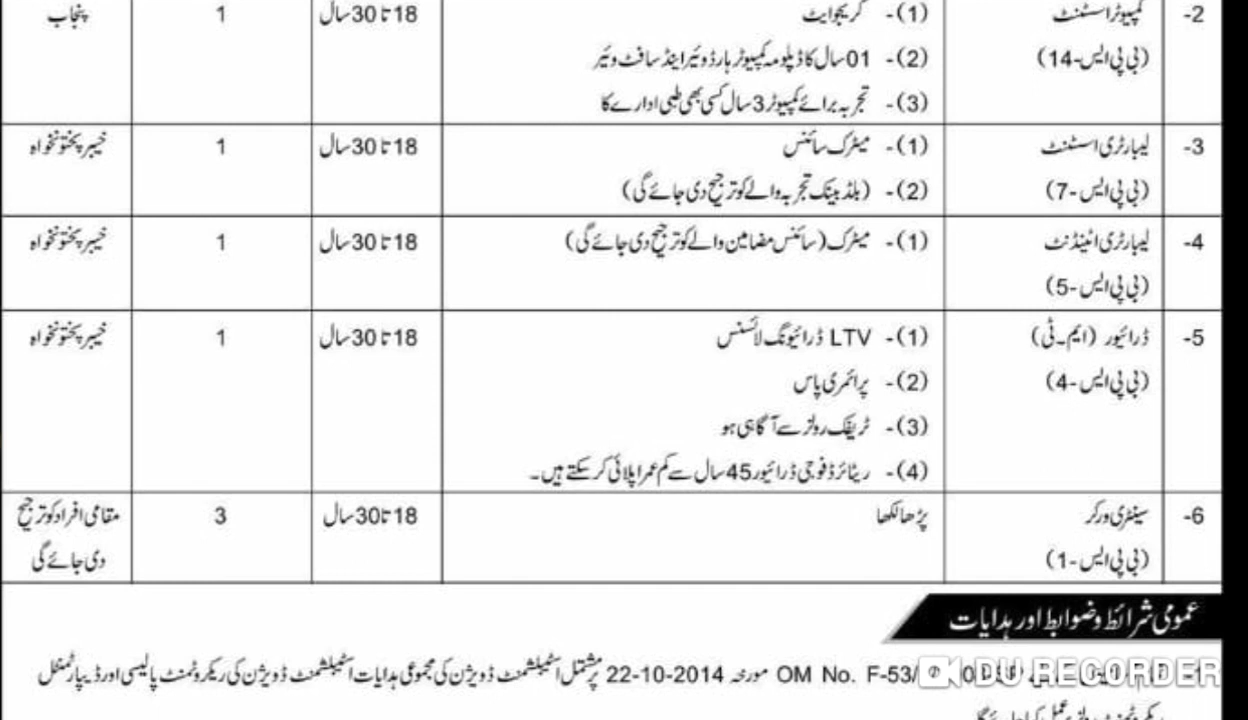 -2 کمپیوٹر اسسٹنٹ (1)- گریجوایٹ 18 تا 30 سال 1 پنجاب
(بی پی ایس-14) (2)- 01 سال کا ڈپلومہ کمپیوٹر ہارڈوئیر اینڈ سافٹ وئیر
(3)- تجربہ برائے کمپیوٹر 3 سال کسی بھی طبی ادارے کا
-3 لیبارٹری اسسٹنٹ (1)- میٹرک سائنس 18 تا 30 سال 1 خیبر پختونخواہ
(بی پی ایس-7) (2)- (بلڈ بینک تجربہ والے کو ترجیح دی جائے گی)
-4 لیبارٹری اٹینڈنٹ (1)- میٹرک (سائنس مضامین والے کو ترجیح دی جائے گی) 18 تا 30 سال 1 خیبر پختونخواہ
(بی پی ایس-5)
-5 ڈرائیور (ایم۔ٹی) (1)- LTV ڈرائیونگ لائسنس 18 تا 30 سال 1 خیبر پختونخواہ
(بی پی ایس-4) (2)- پرائمری پاس
(3)- ٹریفک رولز سے آگاہی ہو
(4)- ریٹائرڈ فوجی ڈرائیور 45 سال سے کم عمر اپلائی کر سکتے ہیں۔
-6 سینٹری ورکر پڑھا لکھا 18 تا 30 سال 3 مقامی افراد کو ترجیح
(بی پی ایس-1) دی جائے گی
عمومی شرائط و ضوابط اور ہدایات
-1 OM No. F-53/ مورخہ 22-10-2014 پر مشتمل اسٹیبلشمنٹ ڈویژن کی مجموعی ہدایات اسٹیبلشمنٹ ڈویژن کی ریکروٹمنٹ پالیسی اور ڈیپارٹمنٹل
DU RECORDER